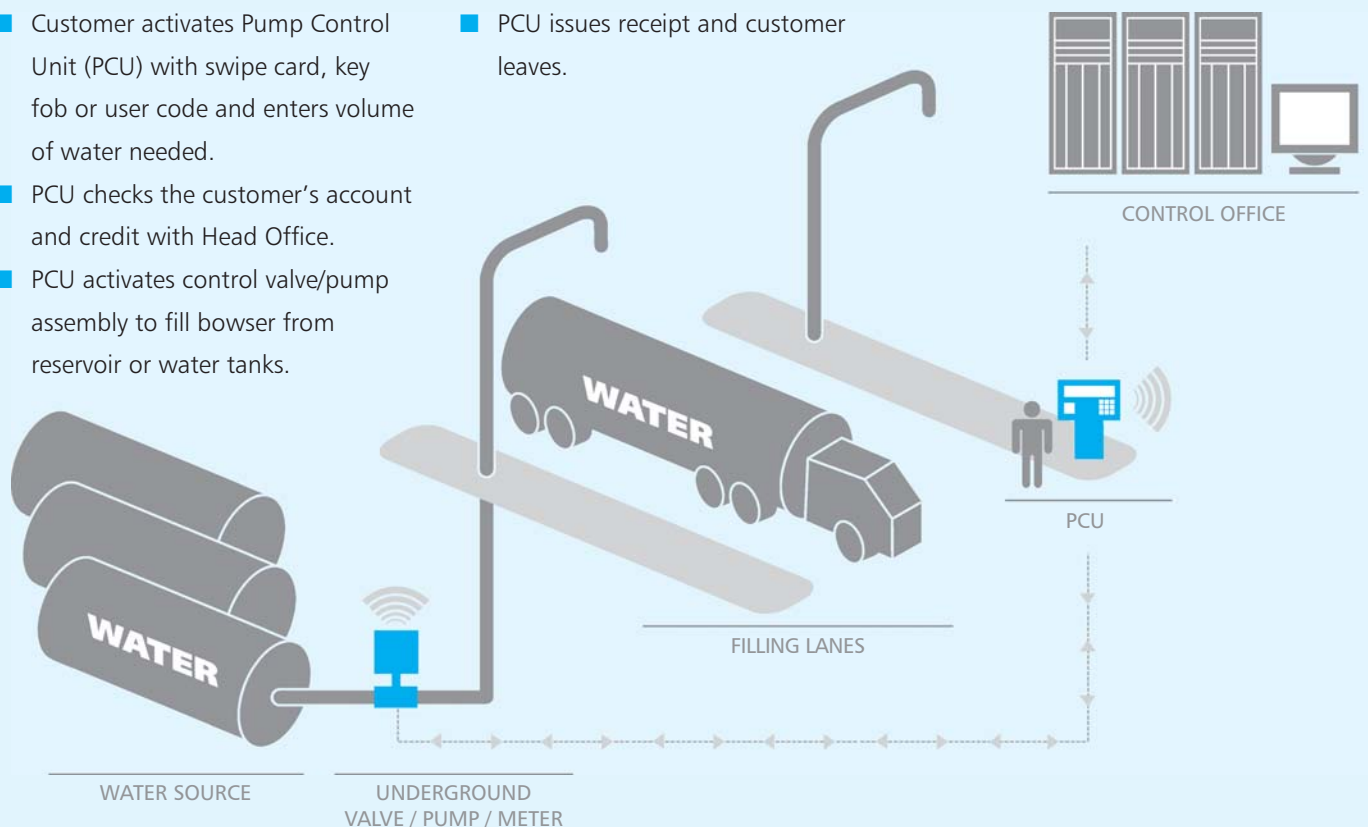 Customer activates Pump Control
Unit (PCU) with swipe card, key
fob or user code and enters volume
of water needed.
PCU checks the customer's account
and credit with Head Office.
PCU activates control valve/pump
assembly to fill bowser from
reservoir or water tanks.
PCU issues receipt and customer
leaves.
CONTROL OFFICE
WATER
PCU
FILLING LANES
WATER
WATER SOURCE
UNDERGROUND
VALVE / PUMP / METER